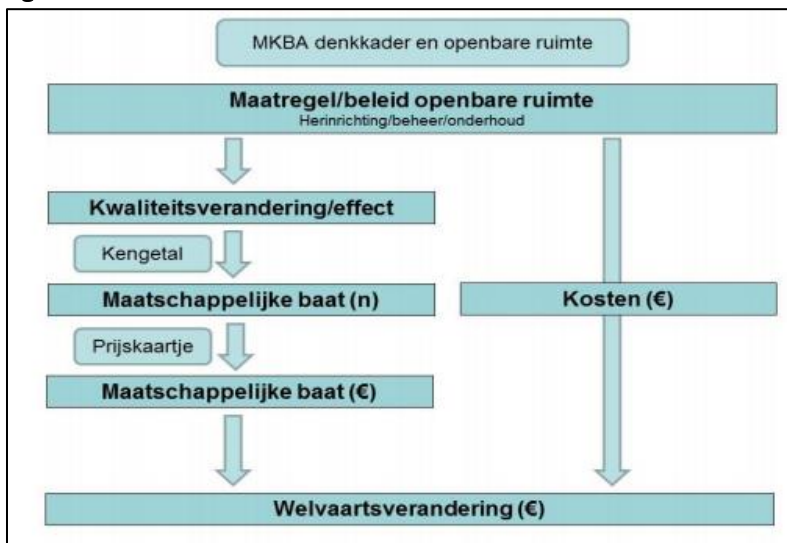 MKBA denkkader en openbare ruimte
Maatregel/beleid openbare ruimte
Herinrichting/beheer/onderhoud
Kwaliteitsverandering/effect
Kengetal
Maatschappelijke baat (n)
Kosten (€)
Prijskaartje
Maatschappelijke baat (€)
Welvaartsverandering (€)